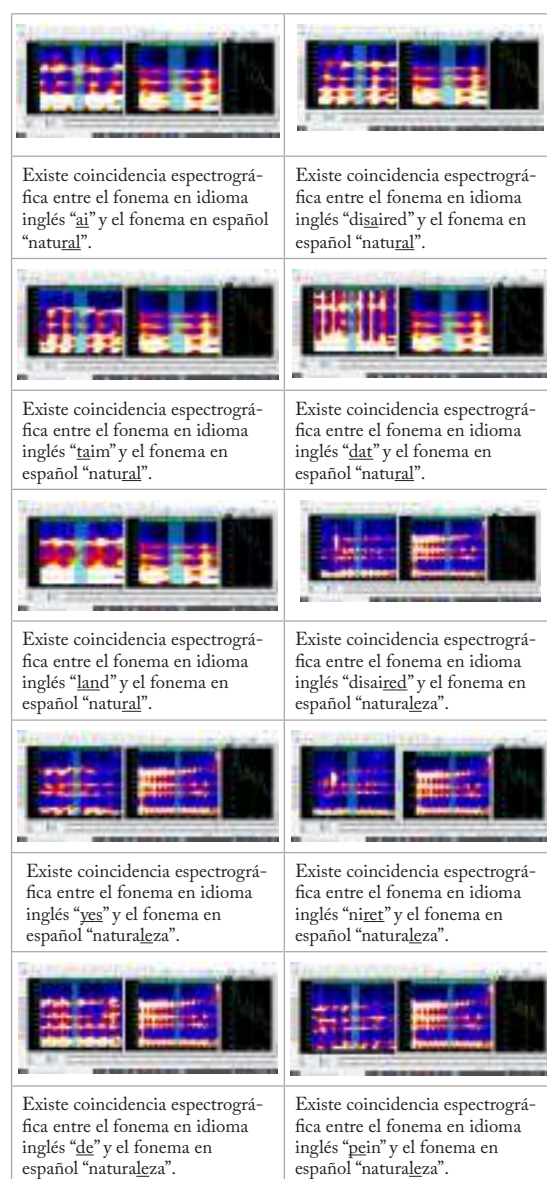 Existe coincidencia espectrográ-
fica entre el fonema en idioma
inglés “ai” y el fonema en español
“natural”.
Existe coincidencia espectrográ-
fica entre el fonema en idioma
inglés “disaired” y el fonema en
español “natural”.
Existe coincidencia espectrográ-
fica entre el fonema en idioma
inglés “taim” y el fonema en
español “natural”.
Existe coincidencia espectrográ-
fica entre el fonema en idioma
inglés “dat” y el fonema en
español “natural”.
Existe coincidencia espectrográ-
fica entre el fonema en idioma
inglés “land” y el fonema en
español “natural”.
Existe coincidencia espectrográ-
fica entre el fonema en idioma
inglés “disaired” y el fonema en
español “naturaleza”.
Existe coincidencia espectrográ-
fica entre el fonema en idioma
inglés “yes” y el fonema en
español “naturaleza”.
Existe coincidencia espectrográ-
fica entre el fonema en idioma
inglés “niret” y el fonema en
español “naturaleza”.
Existe coincidencia espectrográ-
fica entre el fonema en idioma
inglés “de” y el fonema en
español “naturaleza”.
Existe coincidencia espectrográ-
fica entre el fonema en idioma
inglés “pein” y el fonema en
español “naturaleza”.